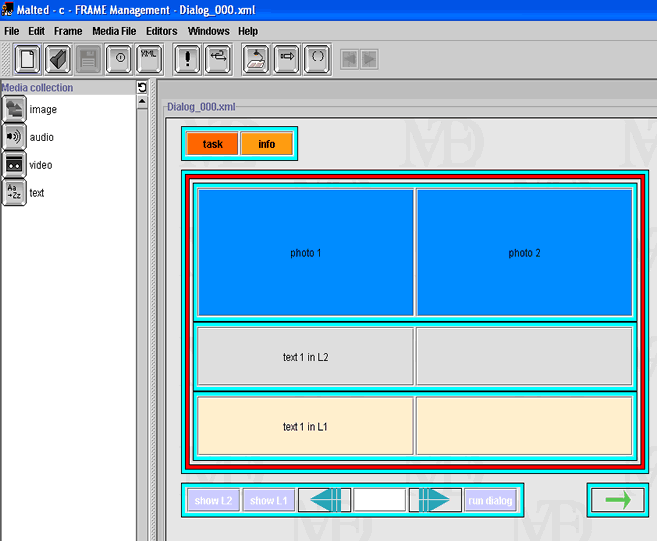 Malted - c - FRAME Management - Dialog_000.xml
File Edit Frame Media File Editors Windows Help
XML
Media collection
image
audio
video
Aa
→Zz
text
Dialog_000.xml
task info
photo 1 photo 2
text 1 in L2
text 1 in L1
show L2 show L1 run dialog